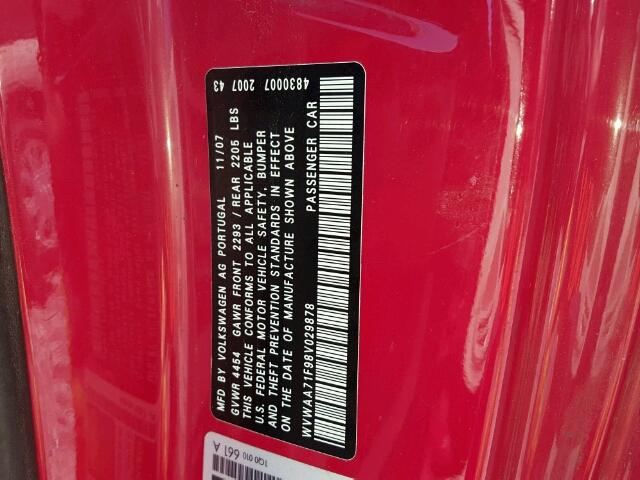 4830007 2007 43
MFD BY VOLKSWAGEN AG PORTUGAL 11/07
GVWR 4454 GAWR FRONT 2293 / REAR 2205 LBS
THIS VEHICLE CONFORMS TO ALL APPLICABLE
U.S. FEDERAL MOTOR VEHICLE SAFETY, BUMPER
AND THEFT PREVENTION STANDARDS IN EFFECT
ON THE DATE OF MANUFACTURE SHOWN ABOVE
PASSENGER CAR
WVWAA71F98V029878
1Q0 010 661 A